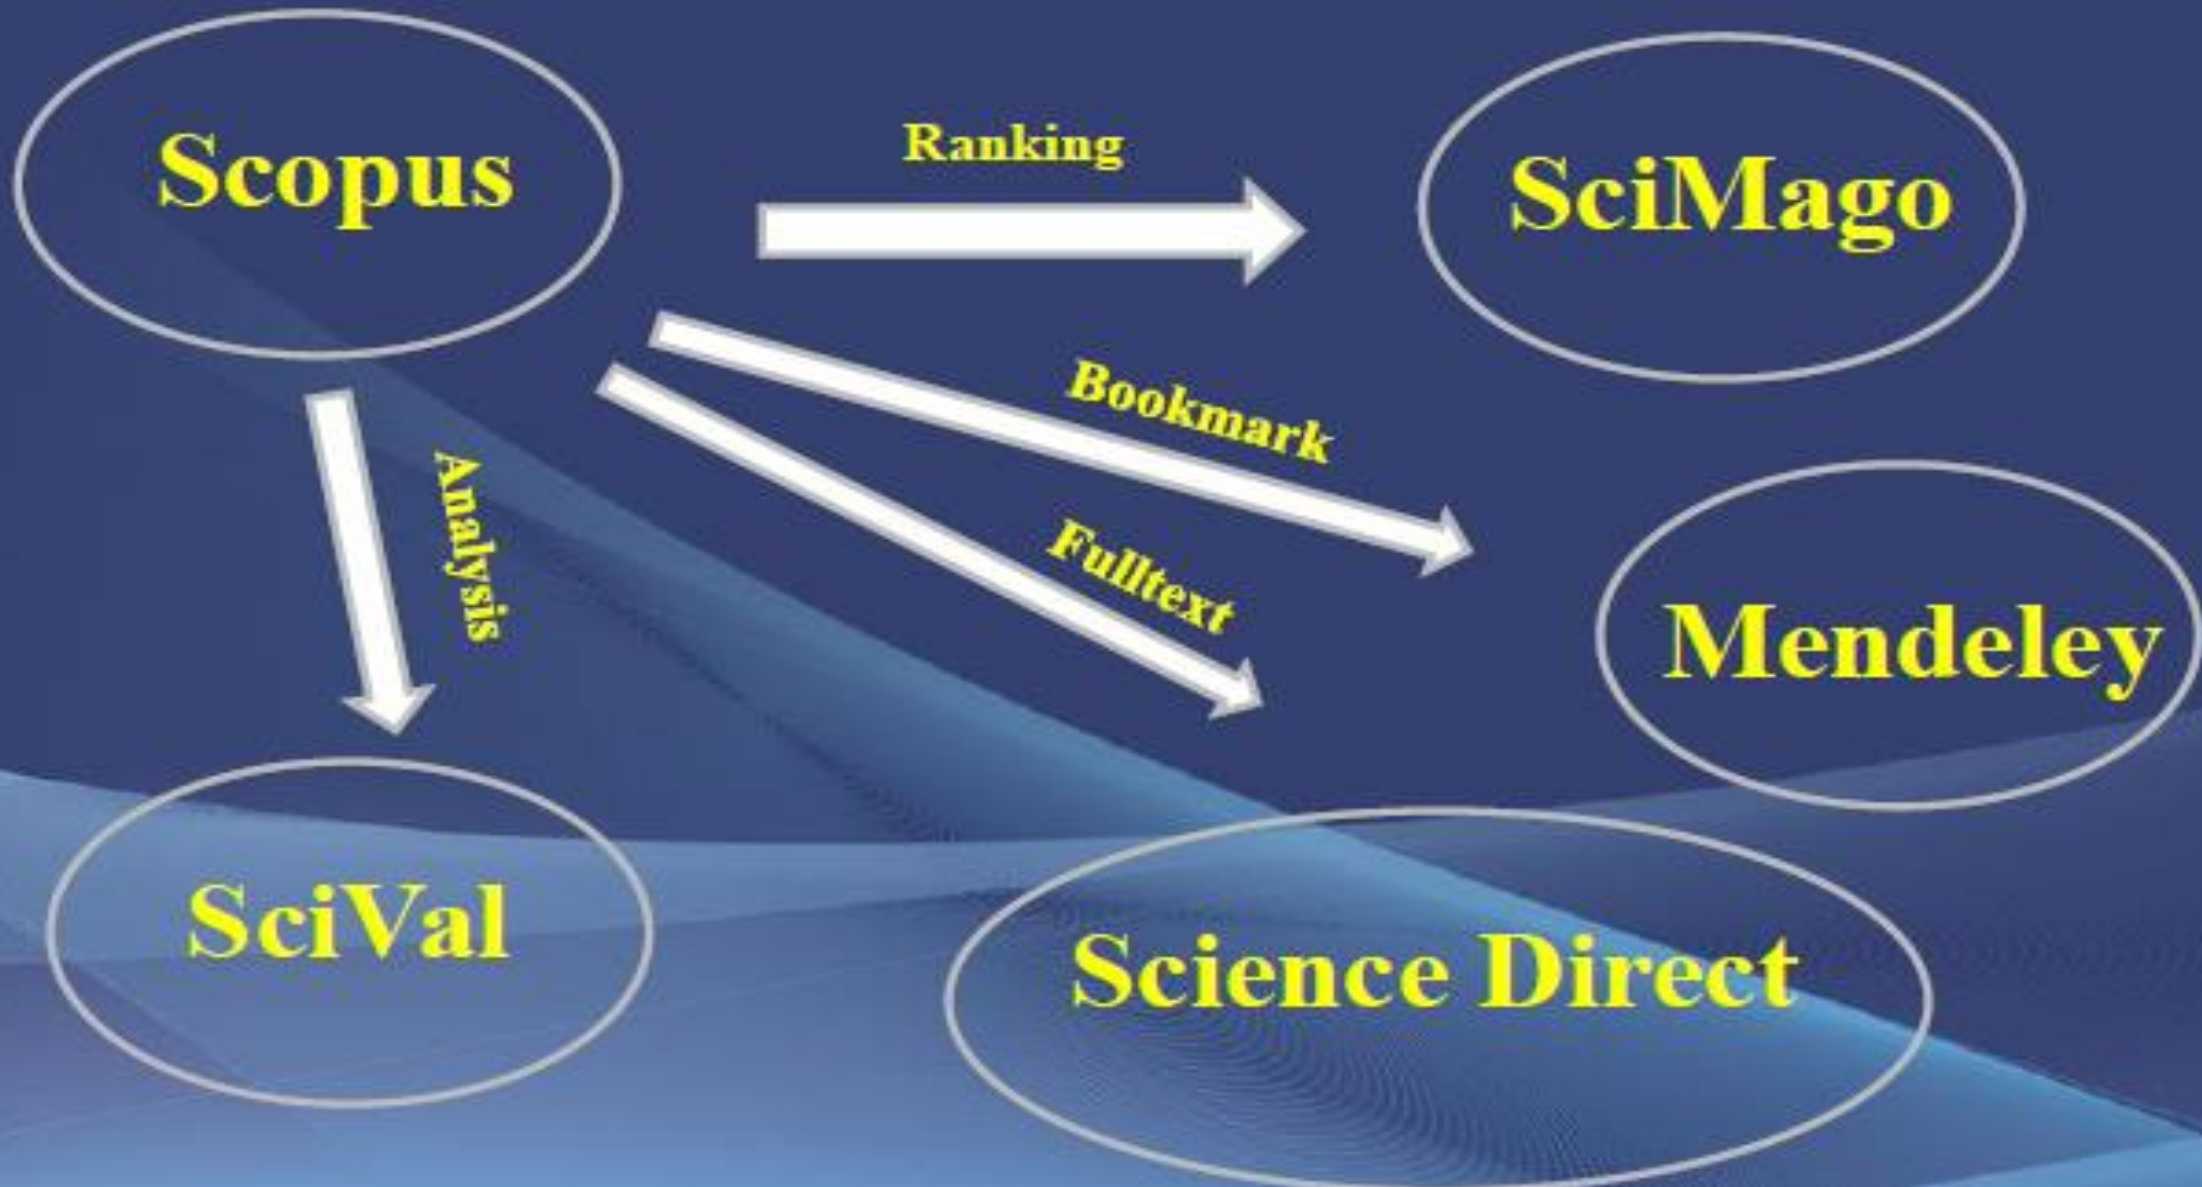 Scopus
Ranking
SciMago
Bookmark
Fulltext
Analysis
Mendeley
SciVal
Science Direct